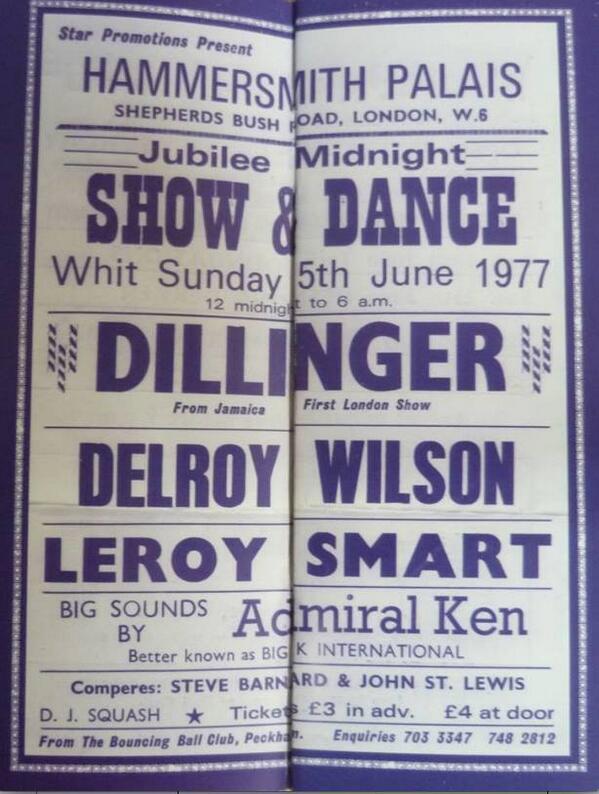 Star Promotions Present
HAMMERSMITH PALAIS
SHEPHERDS BUSH ROAD, LONDON, W.6
Jubilee Midnight
SHOW & DANCE
Whit Sunday 5th June 1977
12 midnight to 6 a.m.
DILLINGER
From Jamaica First London Show
DELROY WILSON
LEROY SMART
BIG SOUNDS BY Admiral Ken
Better known as BIG K INTERNATIONAL
Comperes: STEVE BARNARD & JOHN ST. LEWIS
D. J. SQUASH ★ Tickets £3 in adv. £4 at door
From The Bouncing Ball Club, Peckham. Enquiries 703 3347 748 2812